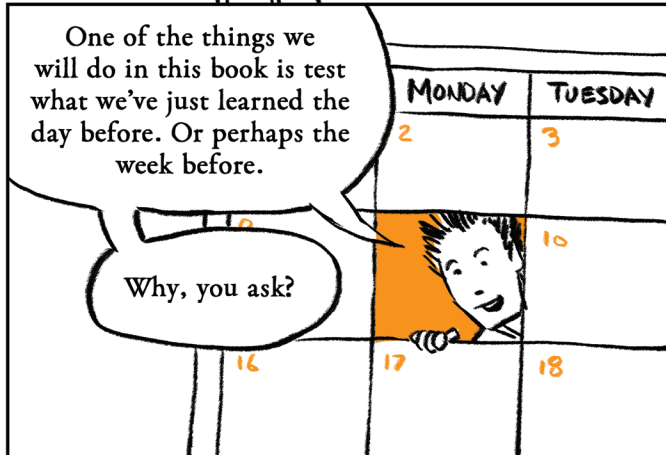 One of the things we
will do in this book is test
what we've just learned the
day before. Or perhaps the
week before.
Why, you ask?
MONDAY TUESDAY
2 3
10
16 17 18